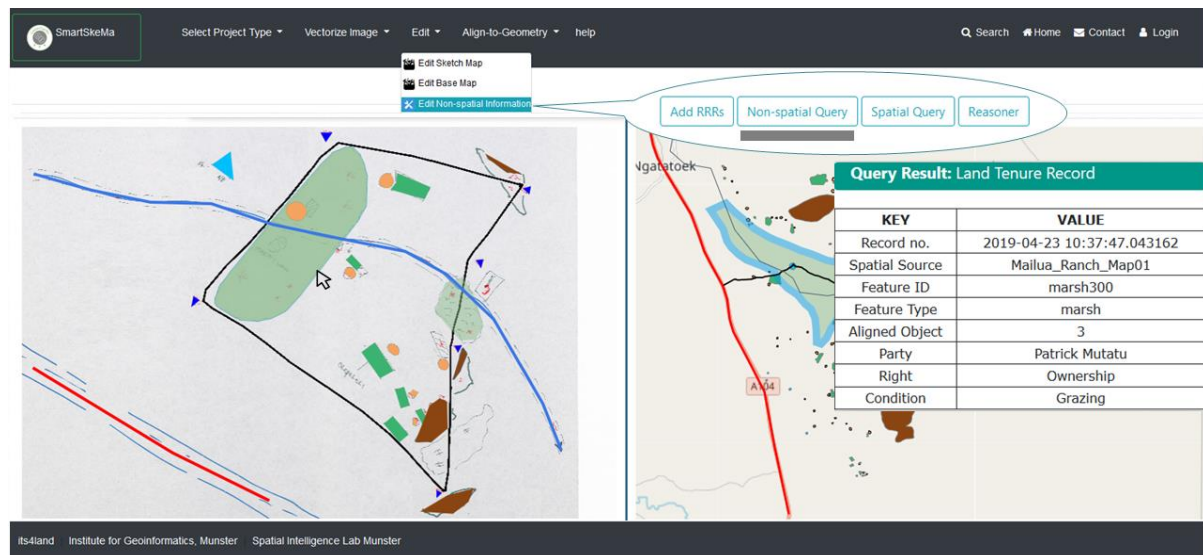 SmartSkeMa
Select Project Type
Vectorize Image
Edit
Align-to-Geometry
help
Search
Home
Contact
Login
Edit Sketch Map
Edit Base Map
Edit Non-spatial Information
Add RRRs
Non-spatial Query
Spatial Query
Reasoner
Ngatatoek
Query Result: Land Tenure Record
KEY VALUE
Record no. 2019-04-23 10:37:47.043162
Spatial Source Mailua_Ranch_Map01
Feature ID marsh300
Feature Type marsh
Aligned Object 3
Party Patrick Mutatu
Right Ownership
Condition Grazing
A104
its4land
Institute for Geoinformatics, Munster
Spatial Intelligence Lab Munster